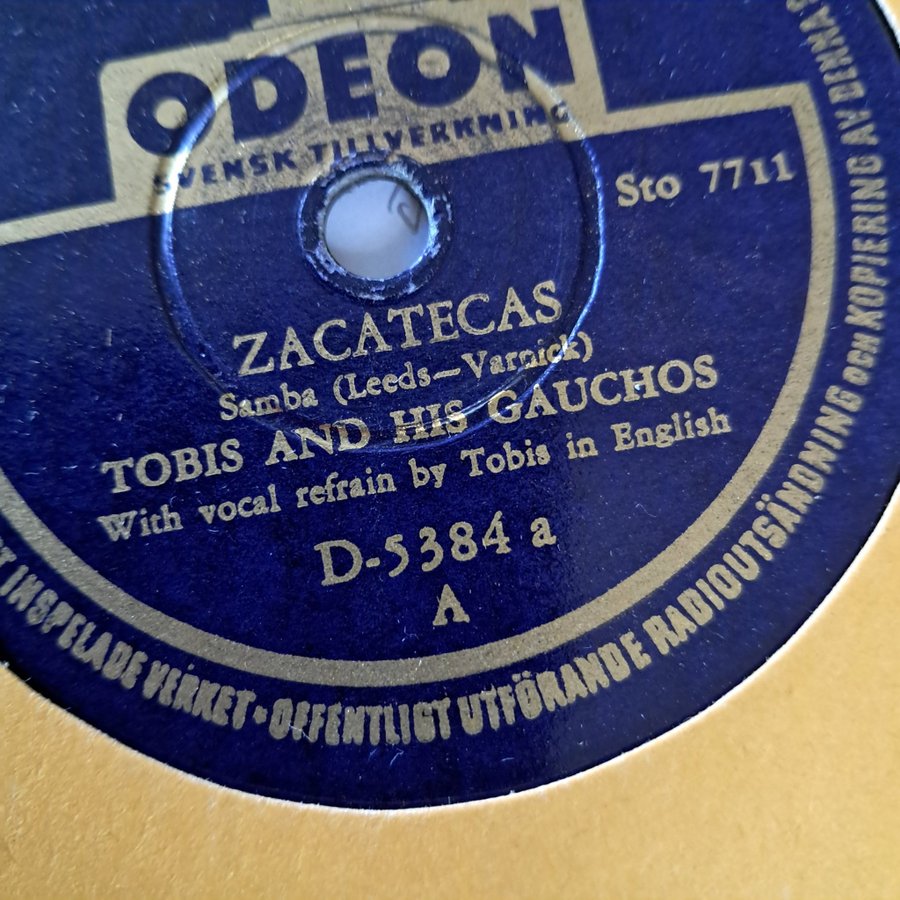 ODEON
SVENSK TILLVERKNING
Sto 7711
ZACATECAS
Samba (Leeds—Varnick)
TOBIS AND HIS GAUCHOS
With vocal refrain by Tobis in English
D-5384 a
A
INSPELADE VERKET · OFFENTLIGT UTFÖRANDE RADIOUTSÄNDNING OCH KOPIERING AV DENNA